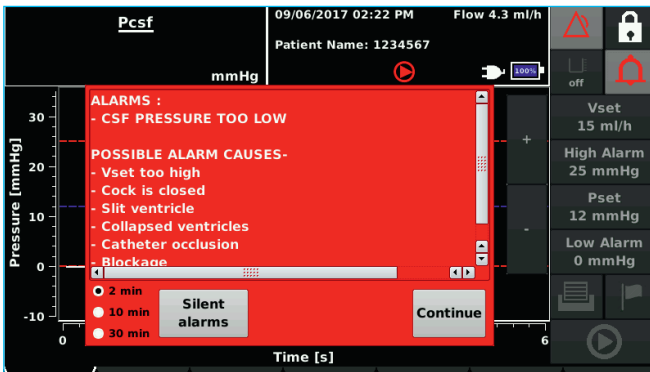 Pcsf
mmHg
09/06/2017 02:22 PM Flow 4.3 ml/h
Patient Name: 1234567
100%
off
ALARMS :
- CSF PRESSURE TOO LOW
POSSIBLE ALARM CAUSES-
- Vset too high
- Cock is closed
- Slit ventricle
- Collapsed ventricles
- Catheter occlusion
- Blockage
2 min
10 min
30 min
Silent
alarms
Continue
+
-
Vset
15 ml/h
High Alarm
25 mmHg
Pset
12 mmHg
Low Alarm
0 mmHg
Pressure [mmHg]
30
20
10
0
-10
0
6
Time [s]